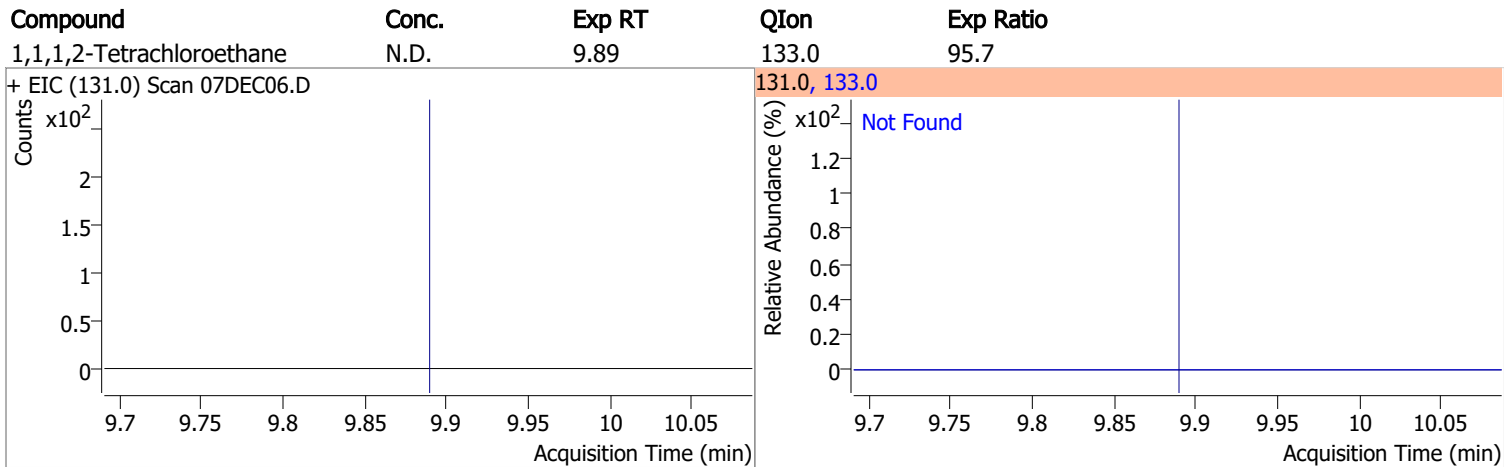 Compound Conc. Exp RT QIon Exp Ratio
1,1,1,2-Tetrachloroethane N.D. 9.89 133.0 95.7
+ EIC (131.0) Scan 07DEC06.D
Counts
x10²
2
1.5
1
0.5
0
9.7 9.75 9.8 9.85 9.9 9.95 10 10.05
Acquisition Time (min)
131.0, 133.0
Relative Abundance (%)
x10²
Not Found
1.2
1
0.8
0.6
0.4
0.2
0
9.7 9.75 9.8 9.85 9.9 9.95 10 10.05
Acquisition Time (min)